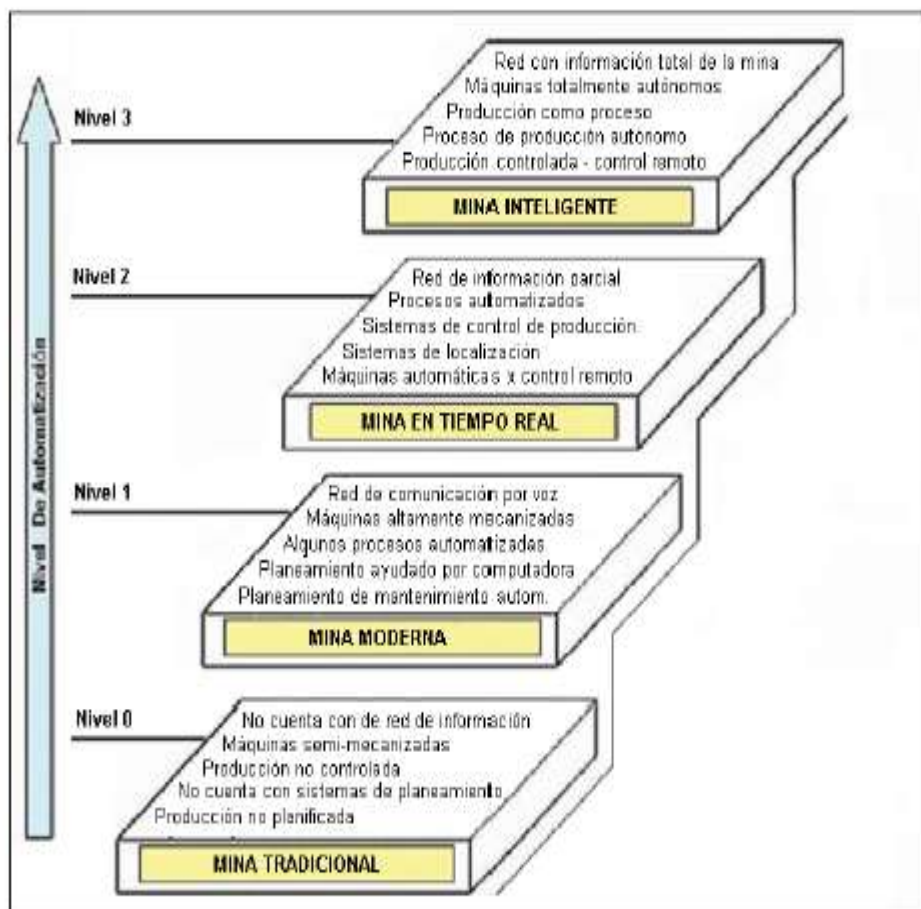 Nivel 3
Red con información total de la mina
Máquinas totalmente autónomos
Producción como proceso
Proceso de producción autónomo
Producción controlada - control remoto
MINA INTELIGENTE
Nivel 2
Red de información parcial
Procesos automatizados
Sistemas de control de producción
Sistemas de localización
Máquinas automáticas x control remoto
MINA EN TIEMPO REAL
Nivel De Automatización
Nivel 1
Red de comunicación por voz
Máquinas altamente mecanizadas
Algunos procesos automatizadas
Planeamiento ayudado por computadora
Planeamiento de mantenimiento autom.
MINA MODERNA
Nivel 0
No cuenta con de red de información
Máquinas semi-mecanizadas
Producción no controlada
No cuenta con sistemas de planeamiento
Producción no planificada
MINA TRADICIONAL